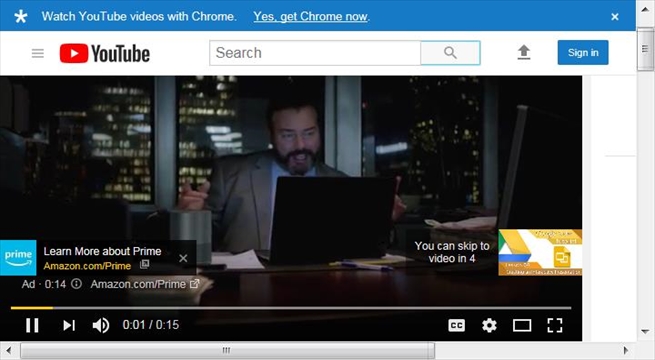 Watch YouTube videos with Chrome. Yes, get Chrome now. ×
YouTube
Search
Sign in
prime
Learn More about Prime
Amazon.com/Prime
You can skip to
video in 4
Ad · 0:14 Amazon.com/Prime
0:01 / 0:15
CC